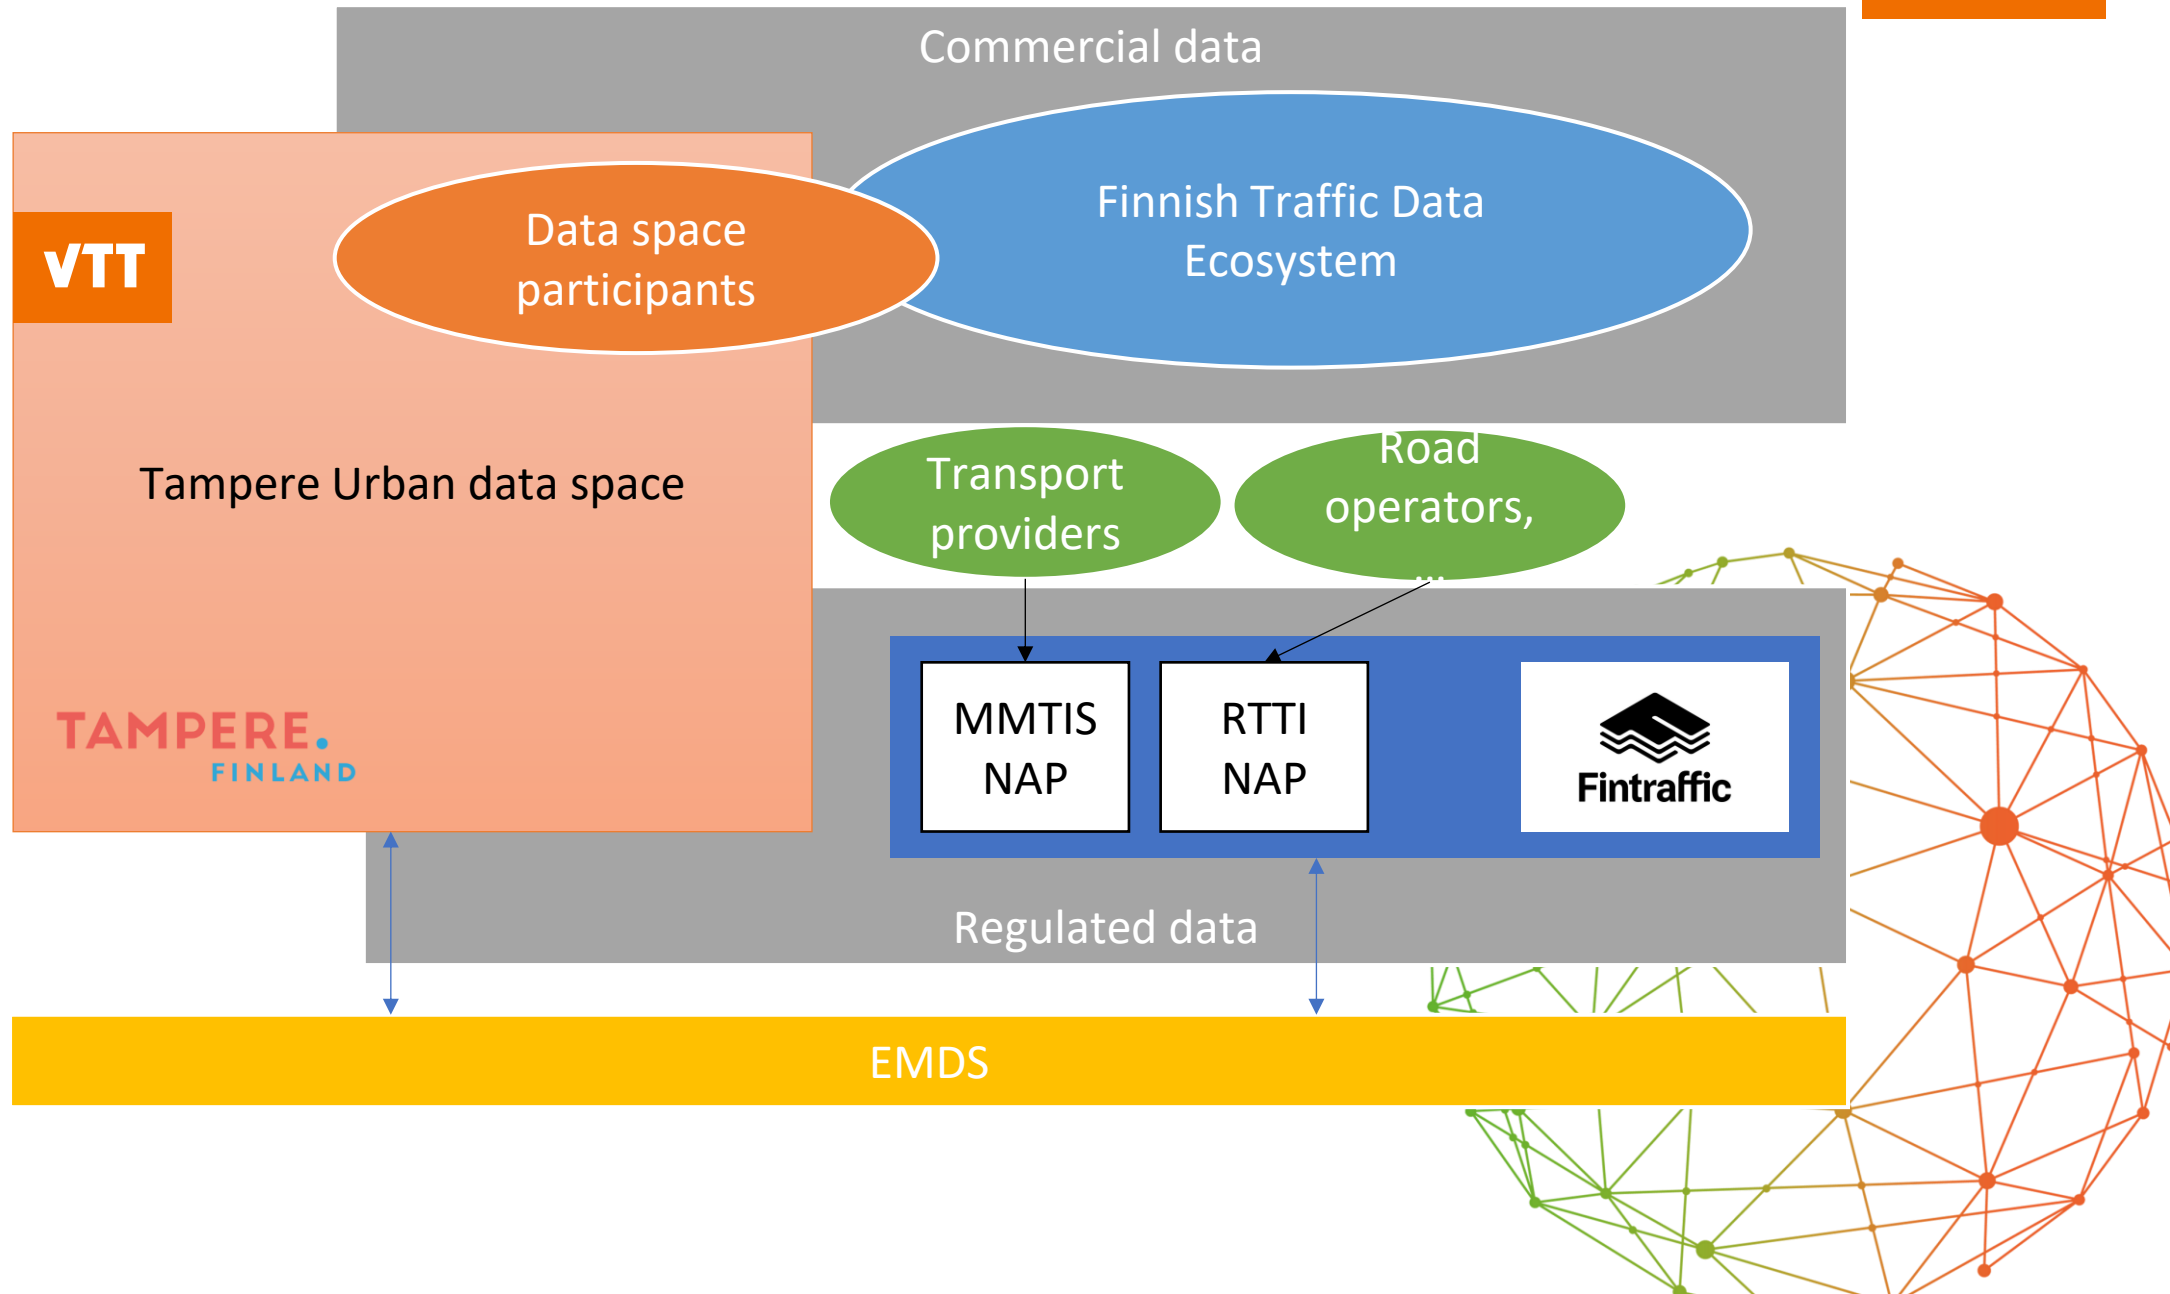 Commercial data
Finnish Traffic Data
Ecosystem
Data space
participants
VTT
Tampere Urban data space
TAMPERE.
FINLAND
Transport
providers
Road
operators,
...
MMTIS
NAP
RTTI
NAP
Fintraffic
Regulated data
EMDS